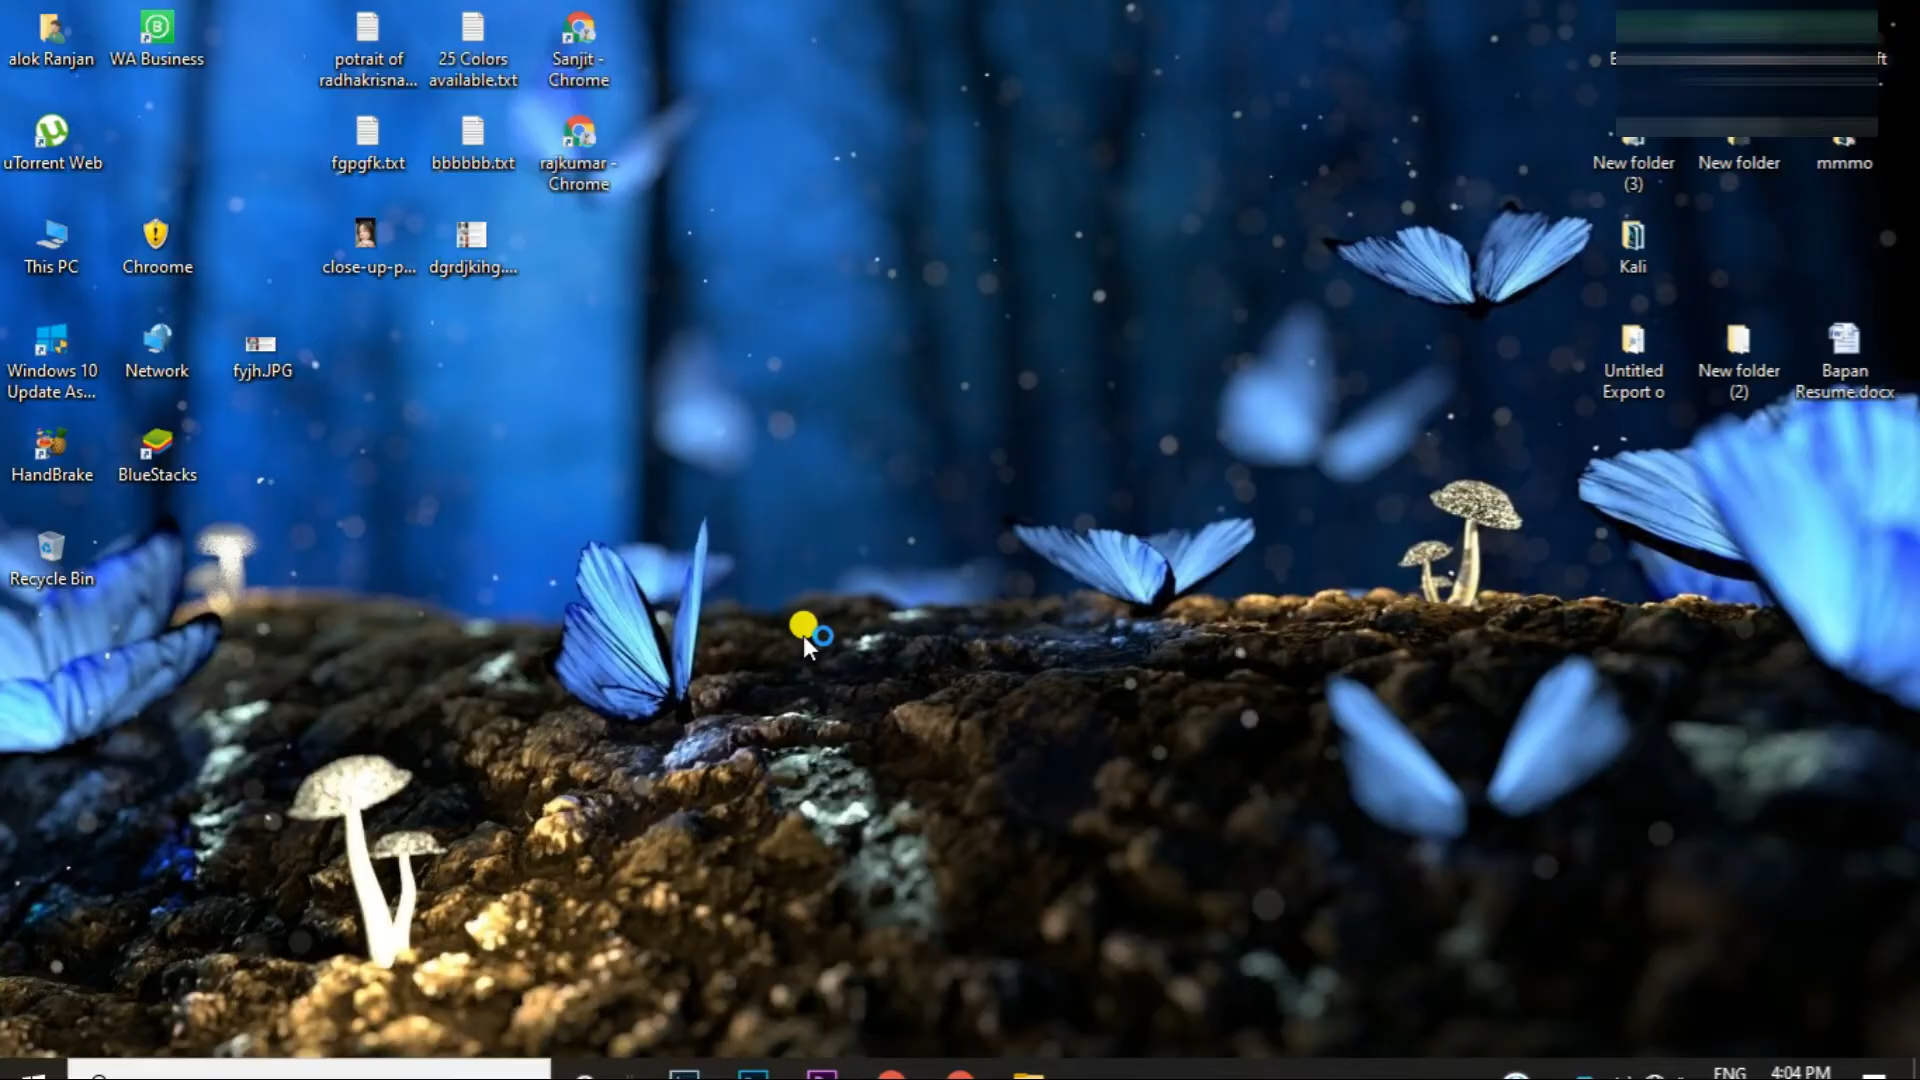 alok Ranjan
WA Business
potrait of
radhakrisna...
25 Colors
available.txt
Sanjit -
Chrome
uTorrent Web
fgpgfk.txt
bbbbbb.txt
rajkumar -
Chrome
New folder
(3)
New folder
mmmo
This PC
Chroome
close-up-p...
dgrdjkihg....
Kali
Windows 10
Update As...
Network
fyjh.JPG
Untitled
Export o
New folder
(2)
Bapan
Resume.docx
HandBrake
BlueStacks
Recycle Bin
ENG
4:04 PM